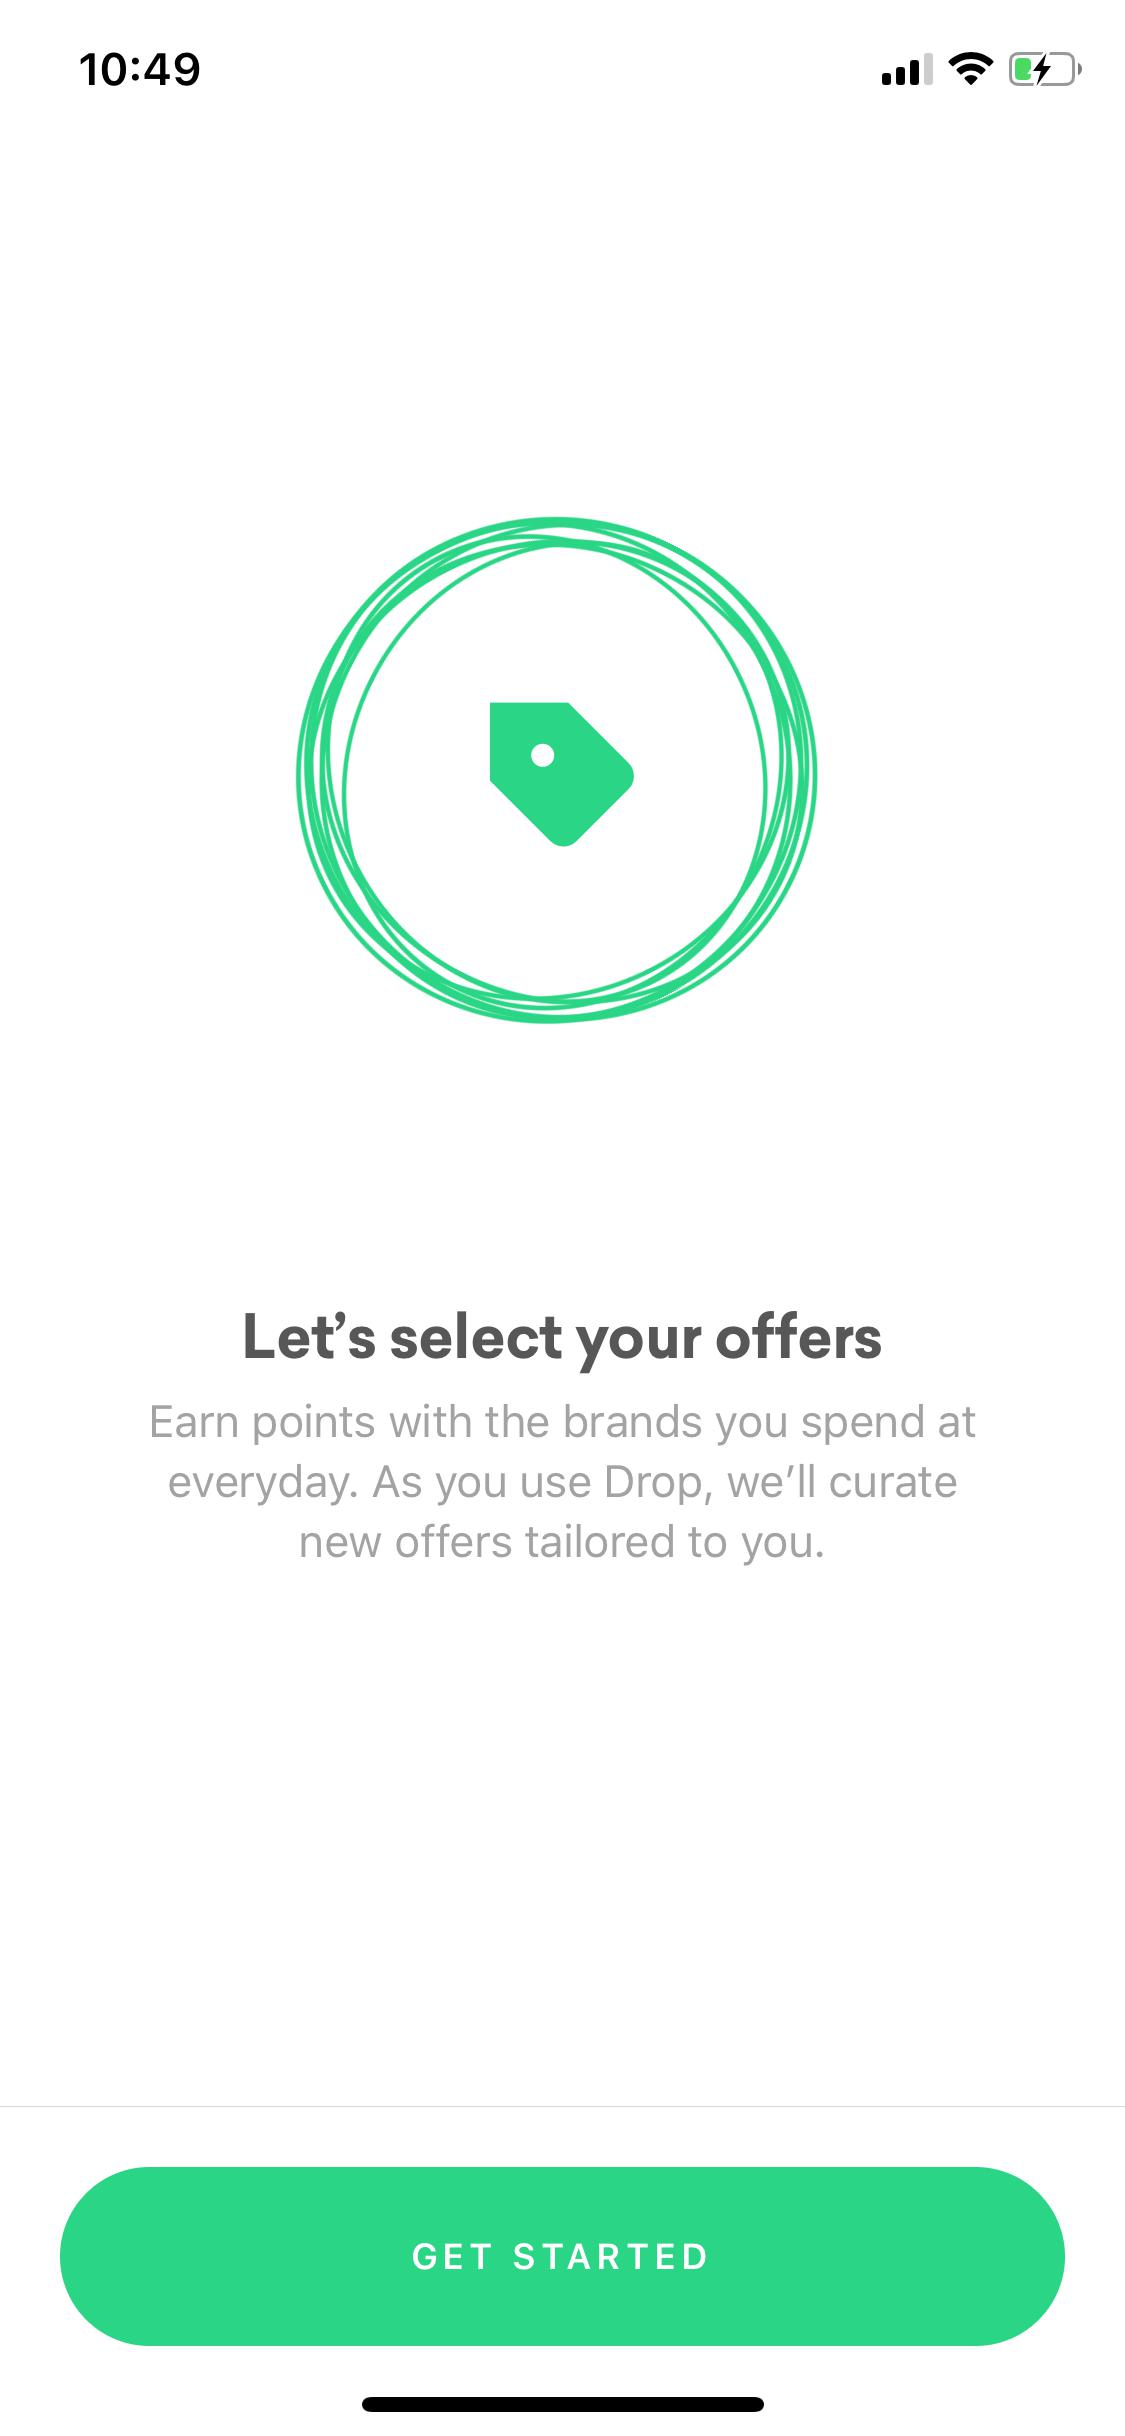 10:49
Let’s select your offers
Earn points with the brands you spend at
everyday. As you use Drop, we’ll curate
new offers tailored to you.
GET STARTED